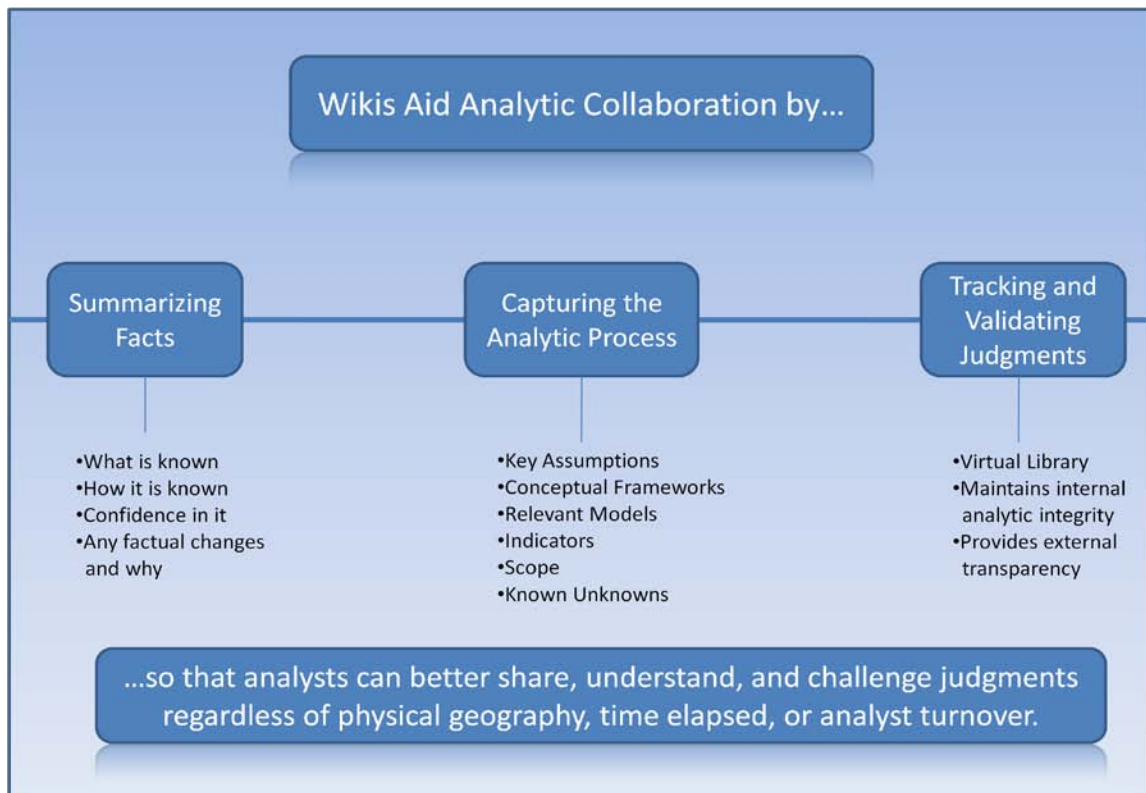 Wikis Aid Analytic Collaboration by…
Summarizing
Facts
•What is known
•How it is known
•Confidence in it
•Any factual changes
and why
Capturing the
Analytic Process
•Key Assumptions
•Conceptual Frameworks
•Relevant Models
•Indicators
•Scope
•Known Unknowns
Tracking and
Validating
Judgments
•Virtual Library
•Maintains internal
analytic integrity
•Provides external
transparency
…so that analysts can better share, understand, and challenge judgments
regardless of physical geography, time elapsed, or analyst turnover.